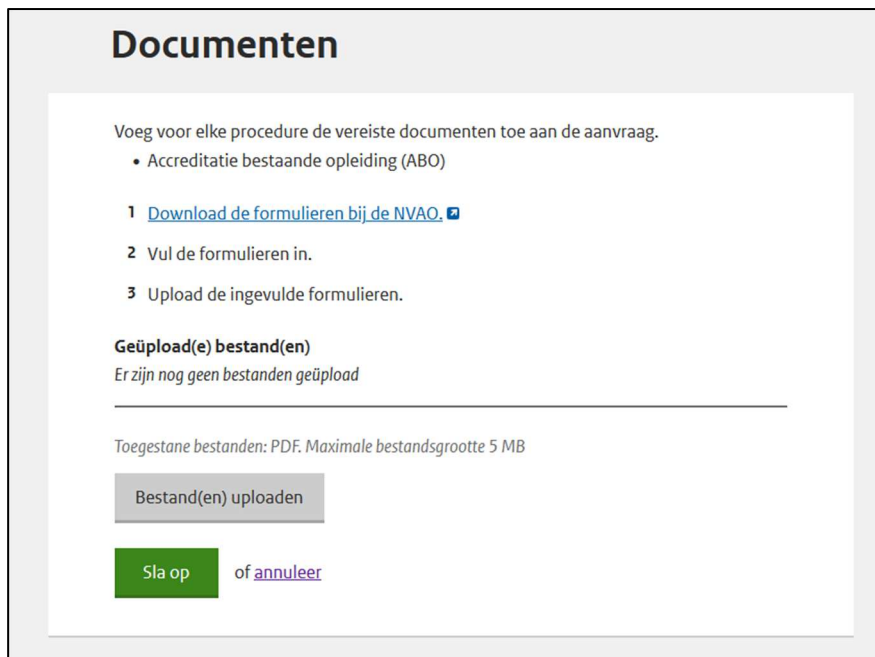 Documenten
Voeg voor elke procedure de vereiste documenten toe aan de aanvraag.
• Accreditatie bestaande opleiding (ABO)
1 Download de formulieren bij de NVAO.
2 Vul de formulieren in.
3 Upload de ingevulde formulieren.
Geüpload(e) bestand(en)
Er zijn nog geen bestanden geüpload
Toegestane bestanden: PDF. Maximale bestandsgrootte 5 MB
Bestand(en) uploaden
Sla op of annuleer